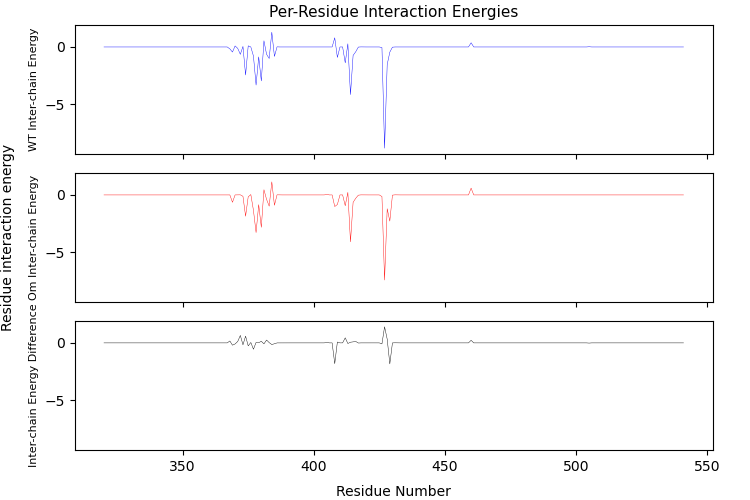 Per-Residue Interaction Energies
Residue interaction energy
WT Inter-chain Energy
0
−5
Om Inter-chain Energy
0
−5
Inter-chain Energy Difference
0
−5
350
400
450
500
550
Residue Number